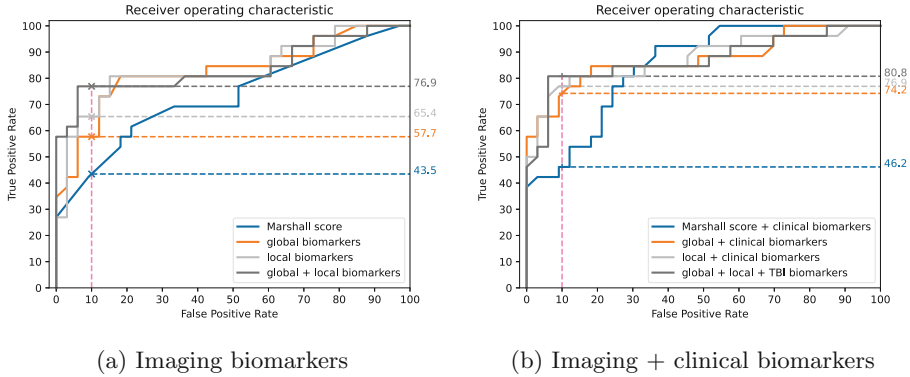 Receiver operating characteristic
100
90
80
70
60
50
40
30
20
10
0
True Positive Rate
76.9
65.4
57.7
43.5
Marshall score
global biomarkers
local biomarkers
global + local biomarkers
0 10 20 30 40 50 60 70 80 90 100
False Positive Rate
(a) Imaging biomarkers
Receiver operating characteristic
100
90
80
70
60
50
40
30
20
10
0
True Positive Rate
80.8
76.9
74.2
46.2
Marshall score + clinical biomarkers
global + clinical biomarkers
local + clinical biomarkers
global + local + TBI biomarkers
0 10 20 30 40 50 60 70 80 90 100
False Positive Rate
(b) Imaging + clinical biomarkers